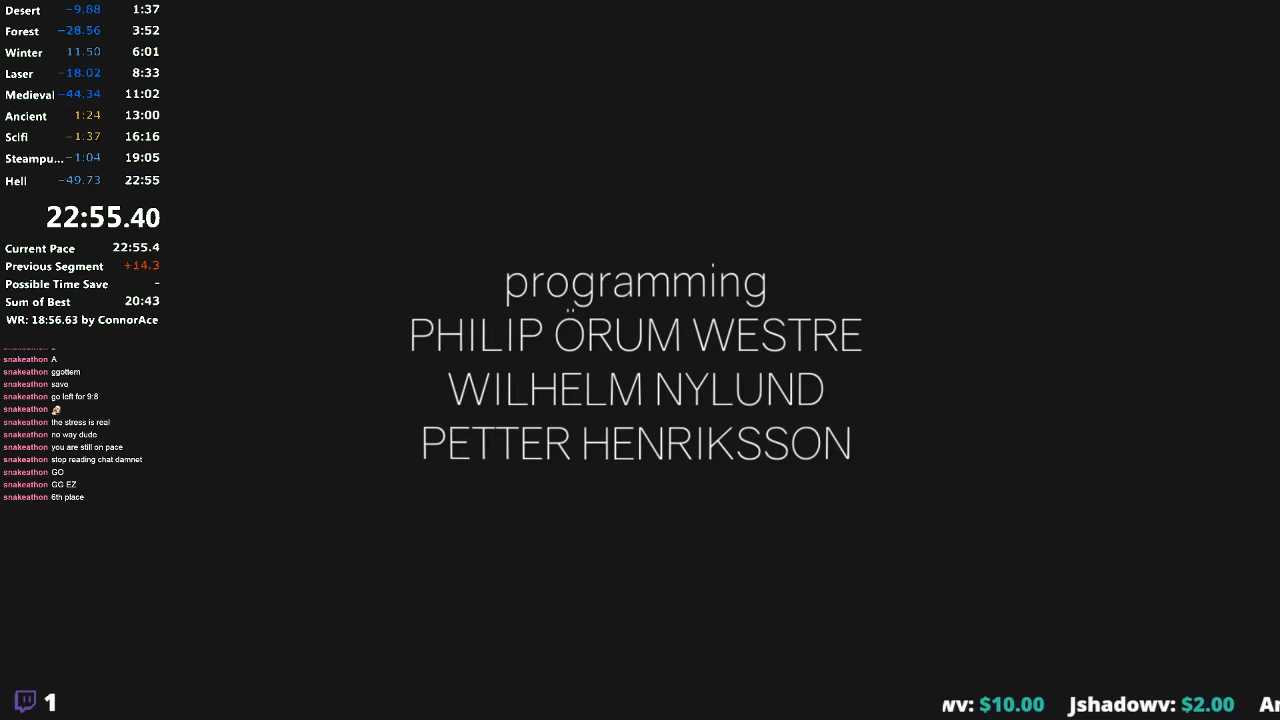 Desert -9.88 1:37
Forest -28.56 3:52
Winter 11.50 6:01
Laser -18.02 8:33
Medieval -44.34 11:02
Ancient 1:24 13:00
Scifi -1.37 16:16
Steampu... -1:04 19:05
Hell -49.73 22:55
22:55.40
Current Pace 22:55.4
Previous Segment +14.3
Possible Time Save -
Sum of Best 20:43
WR: 18:56.63 by ConnorAce
snakeathon A
snakeathon ggottem
snakeathon save
snakeathon go left for 9:8
snakeathon
snakeathon the stress is real
snakeathon no way dude
snakeathon you are still on pace
snakeathon stop reading chat damnet
snakeathon GO
snakeathon GG EZ
snakeathon 6th place
programming
PHILIP ÖRUM WESTRE
WILHELM NYLUND
PETTER HENRIKSSON
1
wv: $10.00 Jshadowv: $2.00 Ar